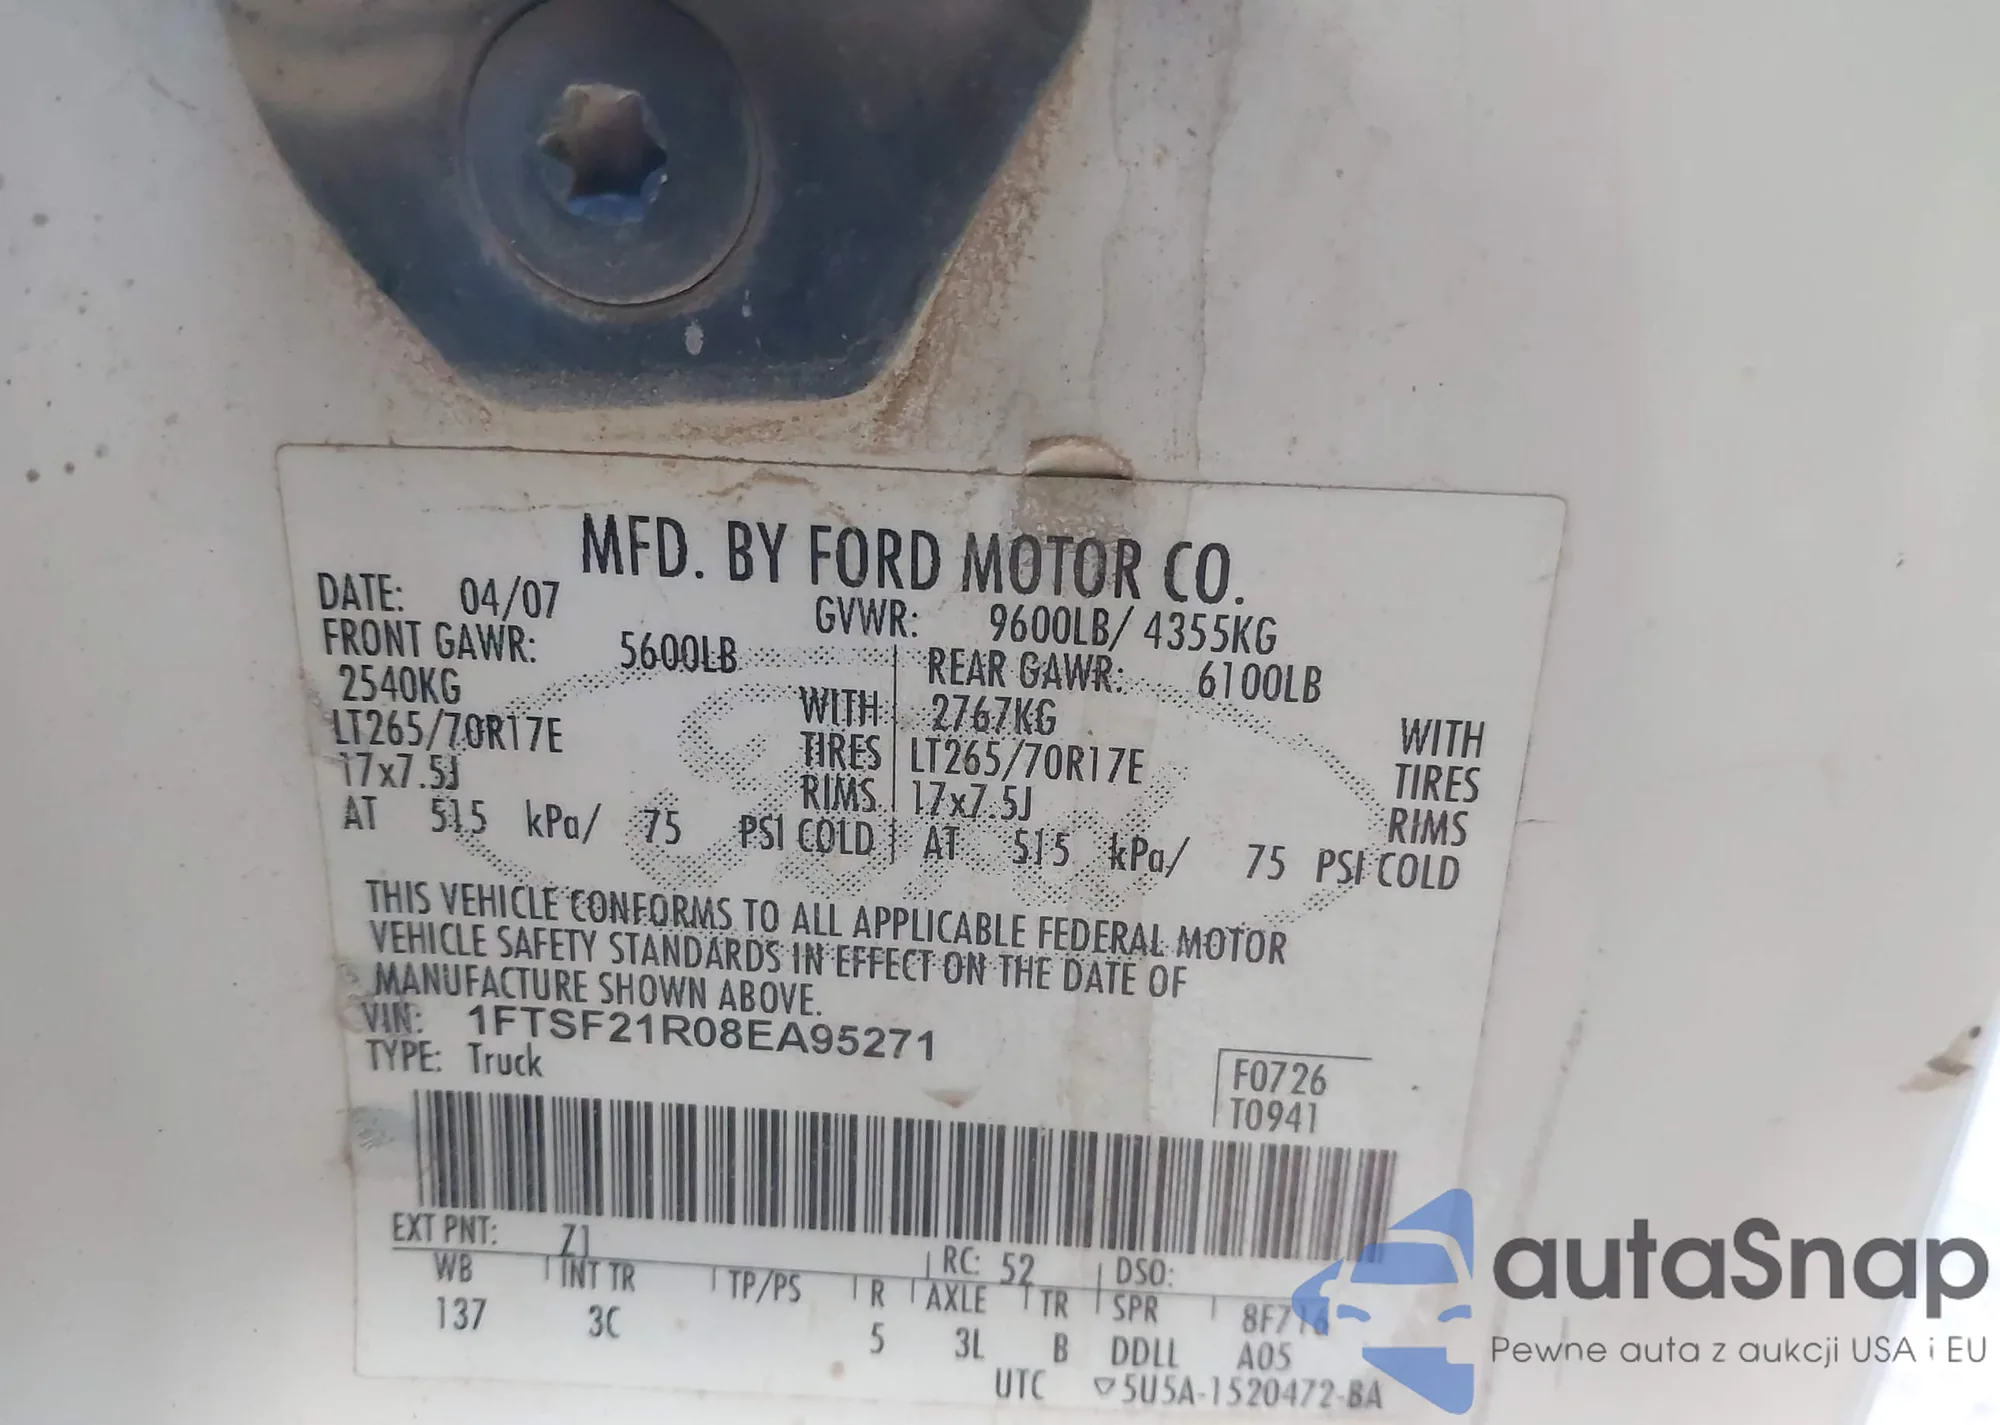 MFD. BY FORD MOTOR CO.
DATE: 04/07 GVWR: 9600LB/ 4355KG
FRONT GAWR: 5600LB REAR GAWR: 6100LB
2540KG WITH 2767KG WITH
LT265/70R17E TIRES LT265/70R17E TIRES
17x7.5J RIMS 17x7.5J RIMS
AT 515 kPa/ 75 PSI COLD AT 515 kPa/ 75 PSI COLD
THIS VEHICLE CONFORMS TO ALL APPLICABLE FEDERAL MOTOR
VEHICLE SAFETY STANDARDS IN EFFECT ON THE DATE OF
MANUFACTURE SHOWN ABOVE.
VIN: 1FTSF21R08EA95271
TYPE: Truck
F0726
T0941
EXT PNT: Z1 RC: 52 DSO:
WB INT TR TP/PS R AXLE TR SPR 8F716
137 3C 5 3L B DDLL A05
UTC ▽5U5A-1520472-BA
autaSnap
Pewne auta z aukcji USA i EU